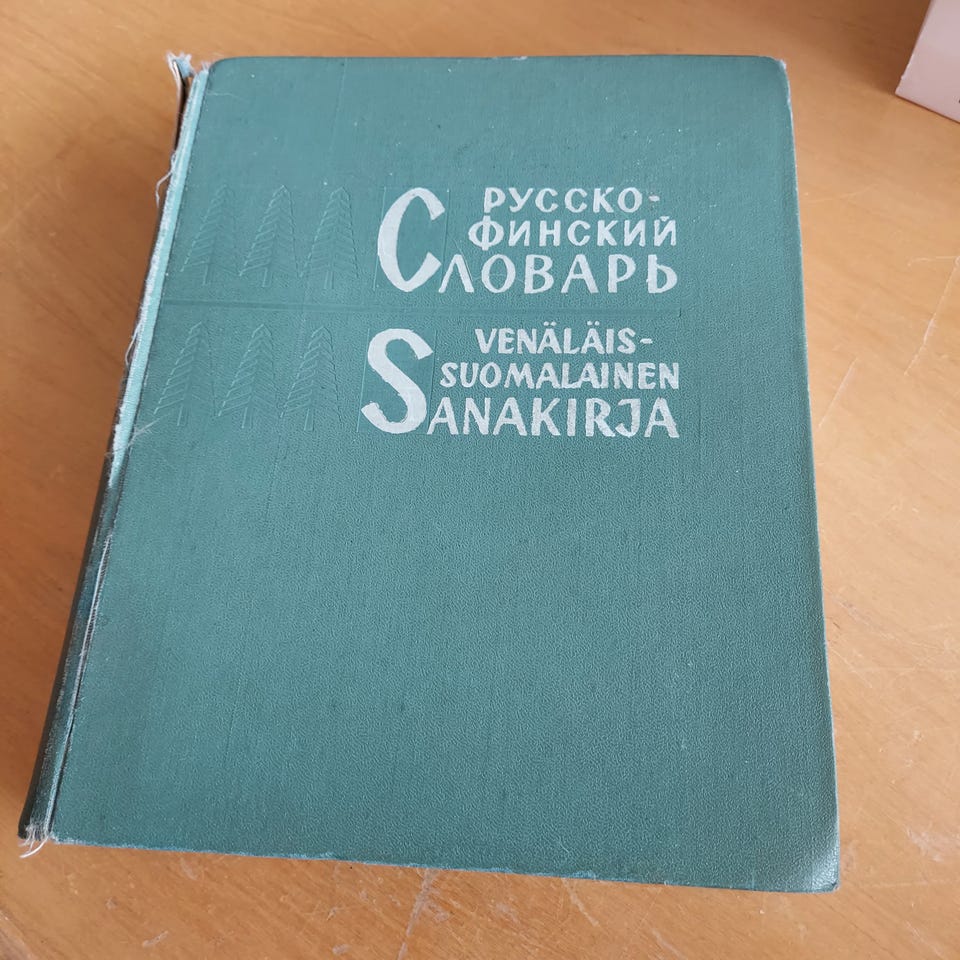 РУССКО-
ФИНСКИЙ
СЛОВАРЬ
VENÄLÄIS-
SUOMALAINEN
SANAKIRJA